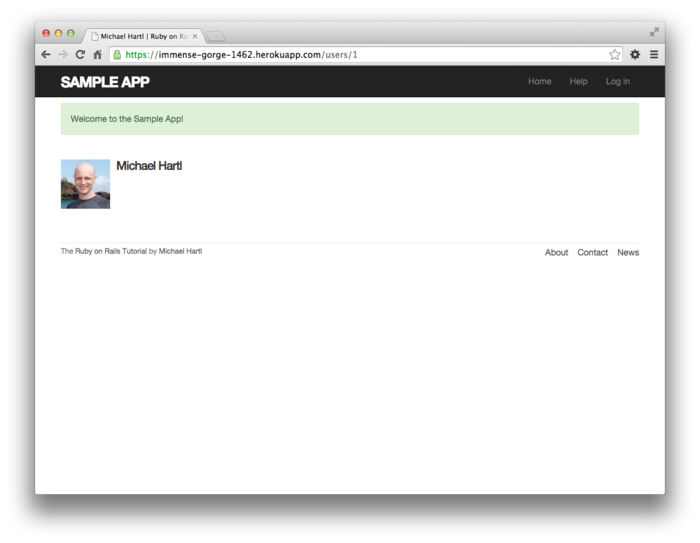 Michael Hartl | Ruby on Ra
https://immense-gorge-1462.herokuapp.com/users/1
SAMPLE APP Home Help Log in
Welcome to the Sample App!
Michael Hartl
The Ruby on Rails Tutorial by Michael Hartl About Contact News